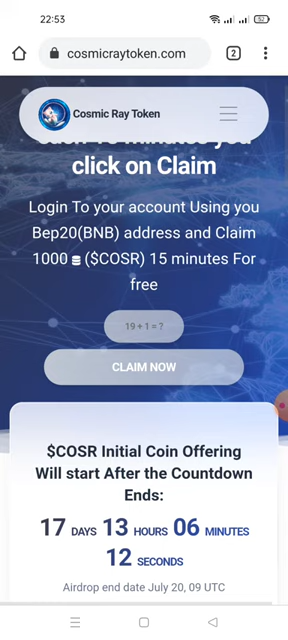 22:53
52
cosmicraytoken.com
2
Cosmic Ray Token
click on Claim
Login To your account Using you
Bep20(BNB) address and Claim
1000 ($COSR) 15 minutes For
free
19 + 1 = ?
CLAIM NOW
$COSR Initial Coin Offering
Will start After the Countdown
Ends:
17 DAYS 13 HOURS 06 MINUTES
12 SECONDS
Airdrop end date July 20, 09 UTC